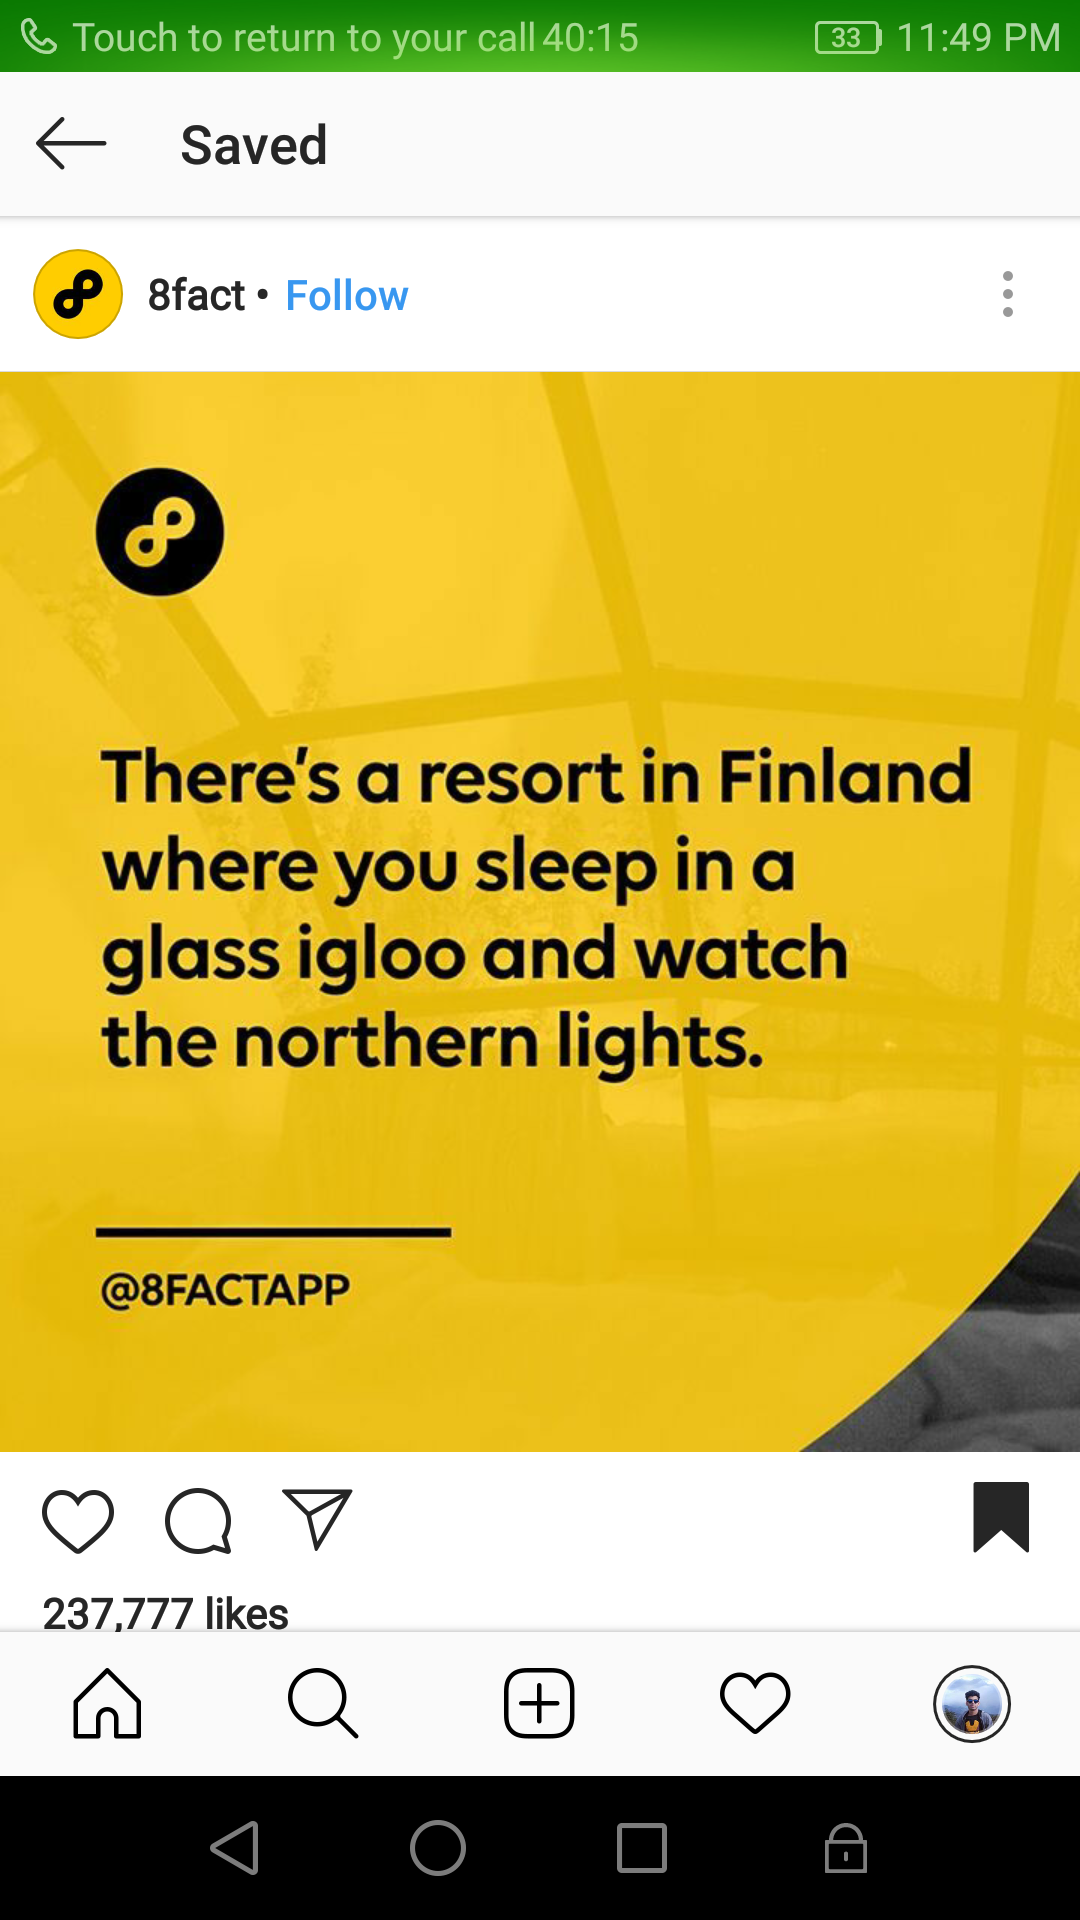 Touch to return to your call 40:15 33 11:49 PM
Saved
8fact • Follow
There's a resort in Finland
where you sleep in a
glass igloo and watch
the northern lights.
@8FACTAPP
237,777 likes